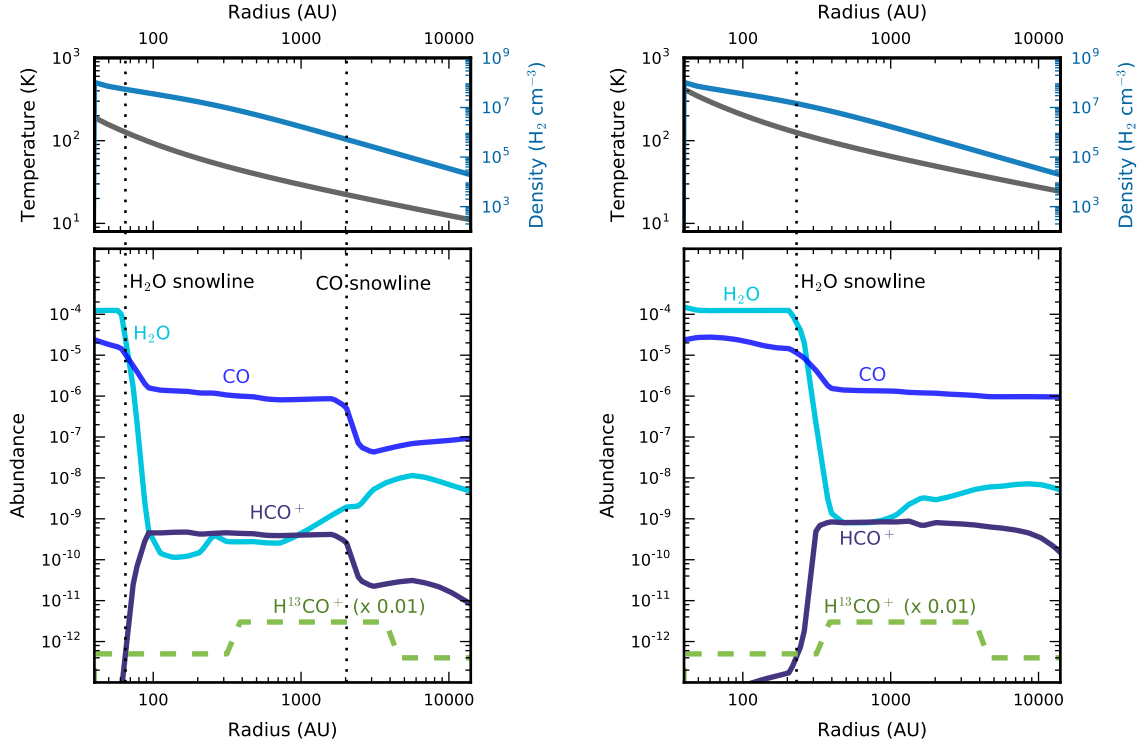 Radius (AU)
100 1000 10000
Temperature (K)
10³
10²
10¹
10⁹
10⁷
10⁵
10³
Density (H₂ cm⁻³)
H₂O snowline
CO snowline
H₂O
CO
HCO⁺
H¹³CO⁺ (x 0.01)
Abundance
10⁻⁴
10⁻⁵
10⁻⁶
10⁻⁷
10⁻⁸
10⁻⁹
10⁻¹⁰
10⁻¹¹
10⁻¹²
100 1000 10000
Radius (AU)
Radius (AU)
100 1000 10000
Temperature (K)
10³
10²
10¹
10⁹
10⁷
10⁵
10³
Density (H₂ cm⁻³)
H₂O snowline
H₂O
CO
HCO⁺
H¹³CO⁺ (x 0.01)
Abundance
10⁻⁴
10⁻⁵
10⁻⁶
10⁻⁷
10⁻⁸
10⁻⁹
10⁻¹⁰
10⁻¹¹
10⁻¹²
100 1000 10000
Radius (AU)